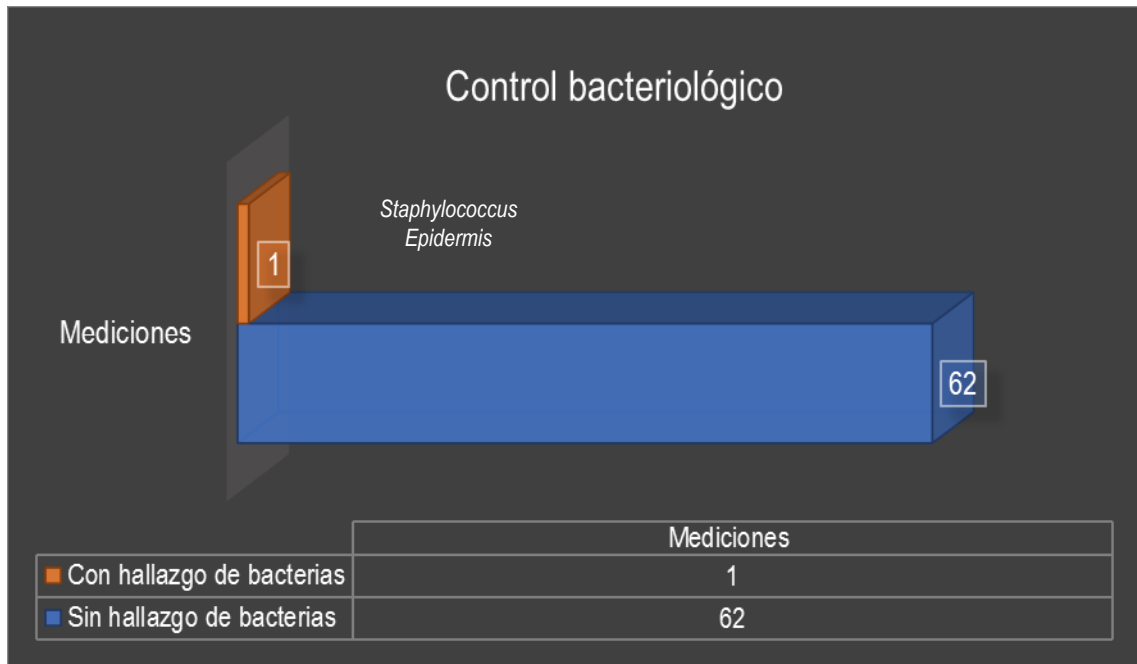 Control bacteriológico
Staphylococcus
Epidermis
1
Mediciones
62
Mediciones
Con hallazgo de bacterias 1
Sin hallazgo de bacterias 62